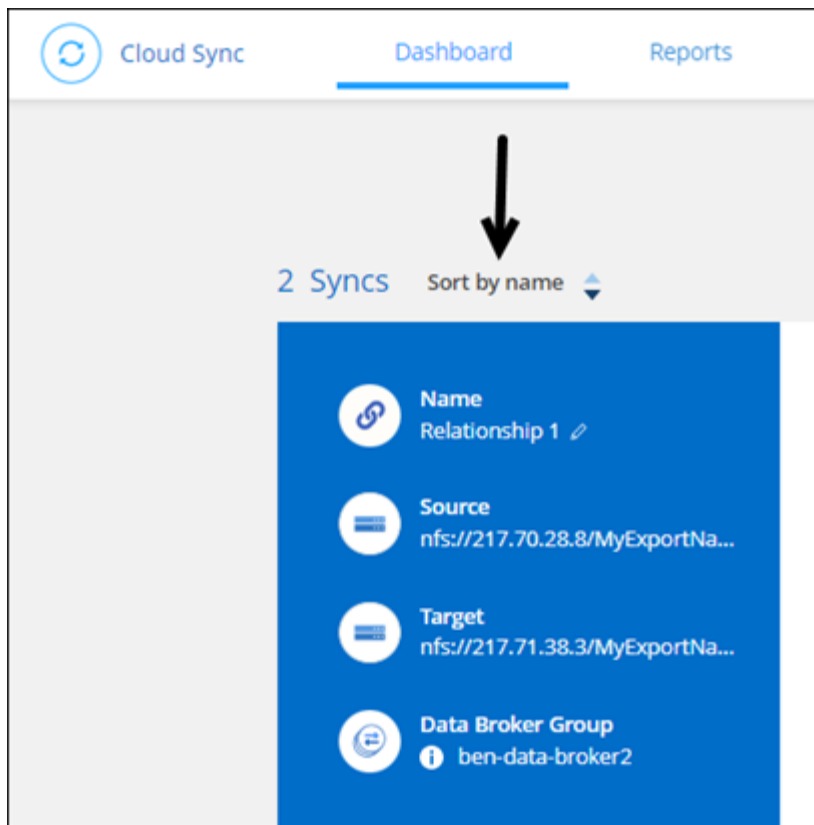 Cloud Sync
Dashboard
Reports
2 Syncs
Sort by name
Name
Relationship 1
Source
nfs://217.70.28.8/MyExportNa...
Target
nfs://217.71.38.3/MyExportNa...
Data Broker Group
ben-data-broker2